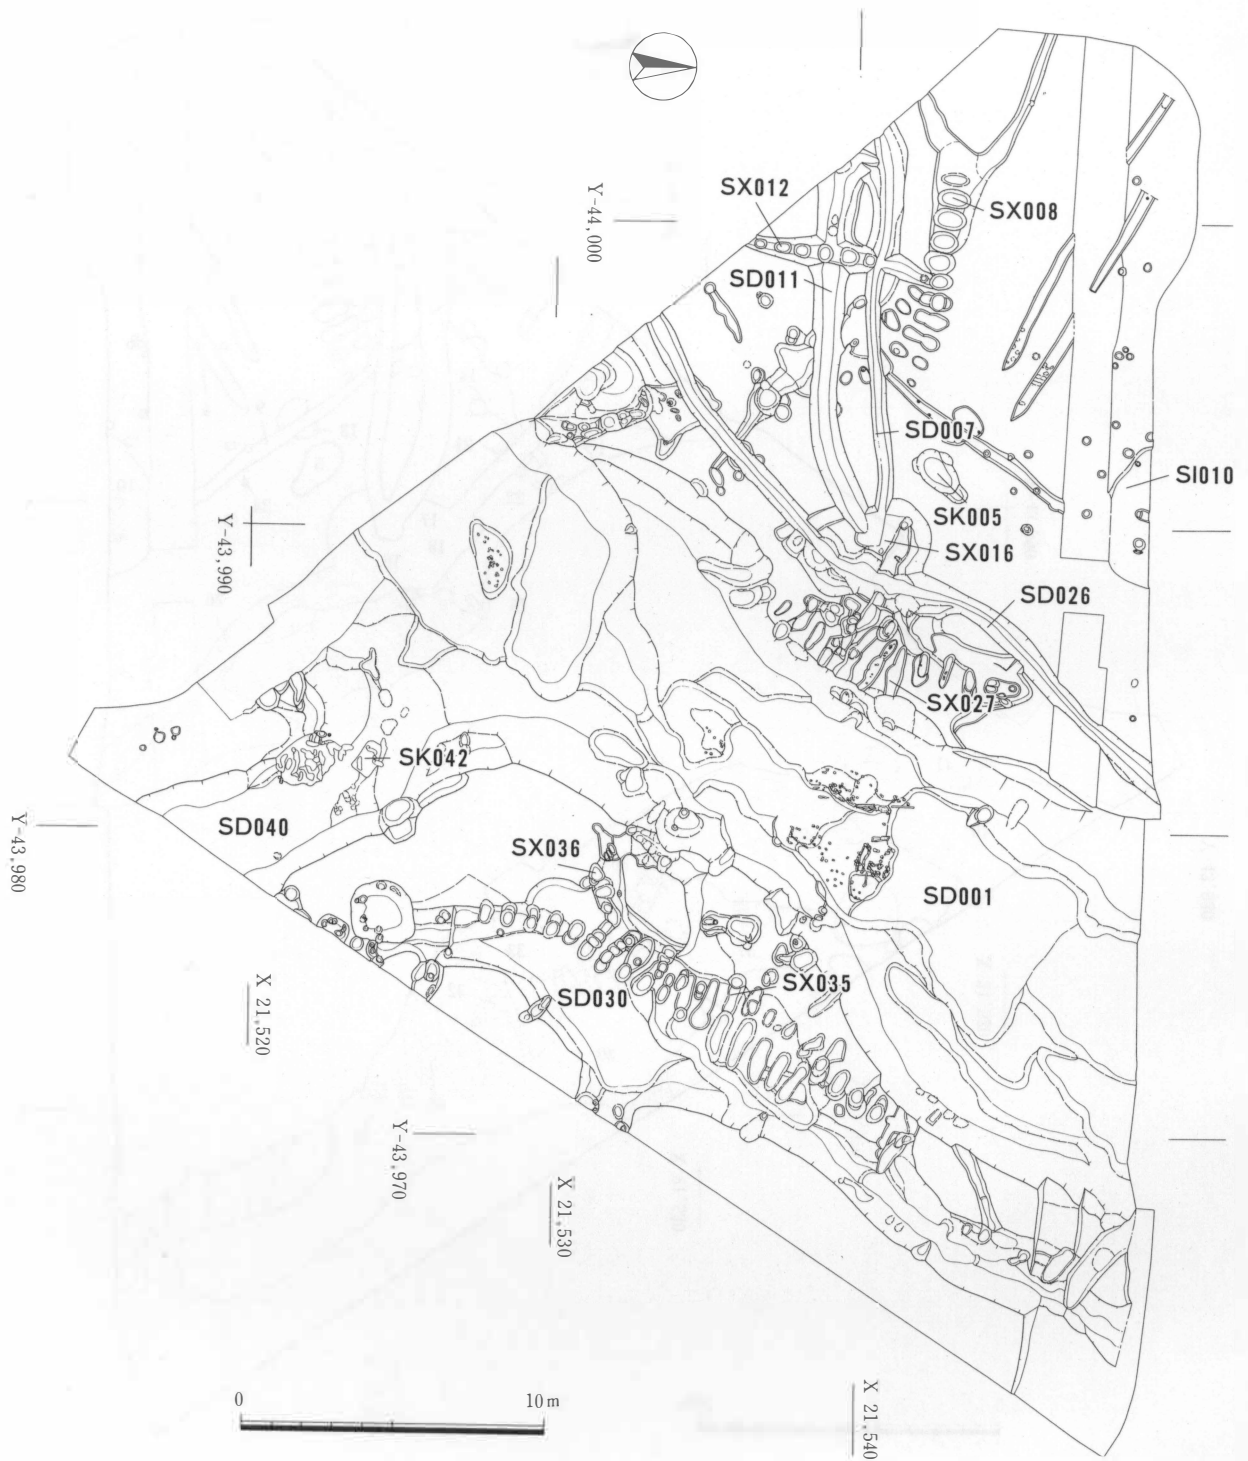 SX012
SX008
Y-44,000
SD011
SD007
SI010
SK005
SX016
Y-43,990
SD026
SX027
SK042
SD040
Y-43,980
SX036
SD001
SX035
SD030
X 21,520
Y-43,970
X 21,530
X 21,540
0 10m